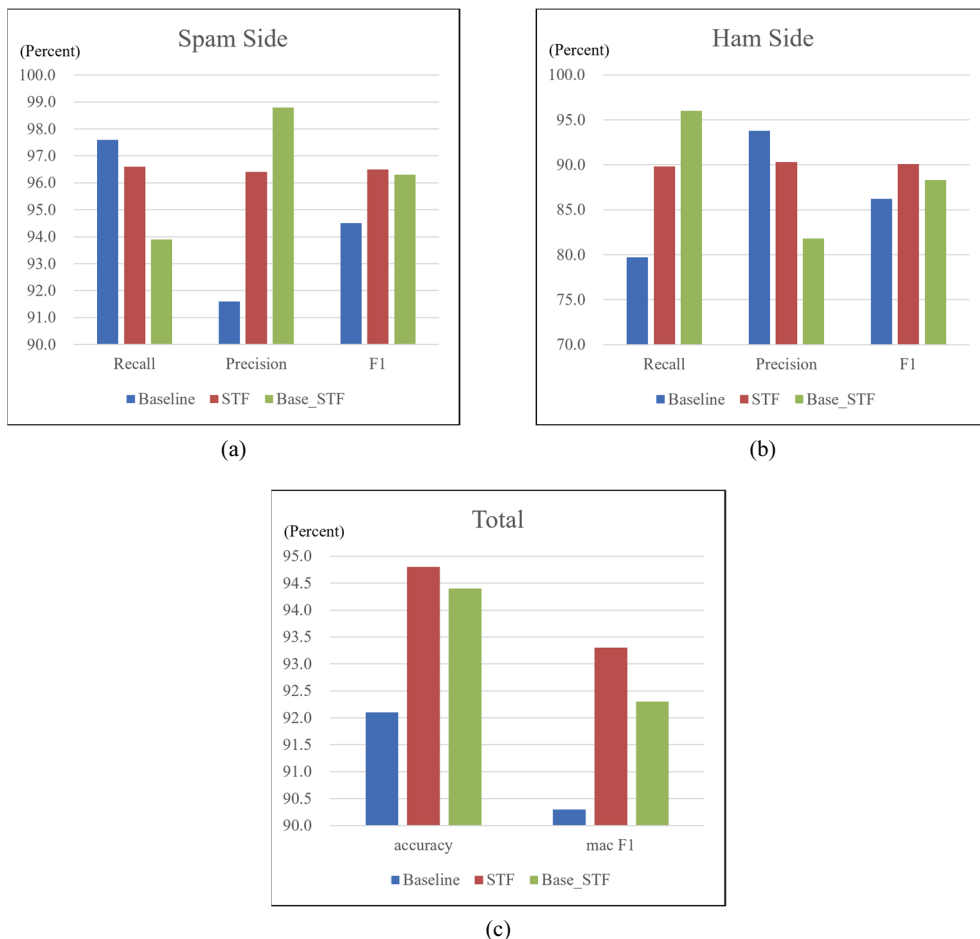 Spam Side
(Percent)
100.0
99.0
98.0
97.0
96.0
95.0
94.0
93.0
92.0
91.0
90.0
Recall Precision F1
Baseline STF Base_STF
(a)
Ham Side
(Percent)
100.0
95.0
90.0
85.0
80.0
75.0
70.0
Recall Precision F1
Baseline STF Base_STF
(b)
Total
(Percent)
95.0
94.5
94.0
93.5
93.0
92.5
92.0
91.5
91.0
90.5
90.0
accuracy mac F1
Baseline STF Base_STF
(c)